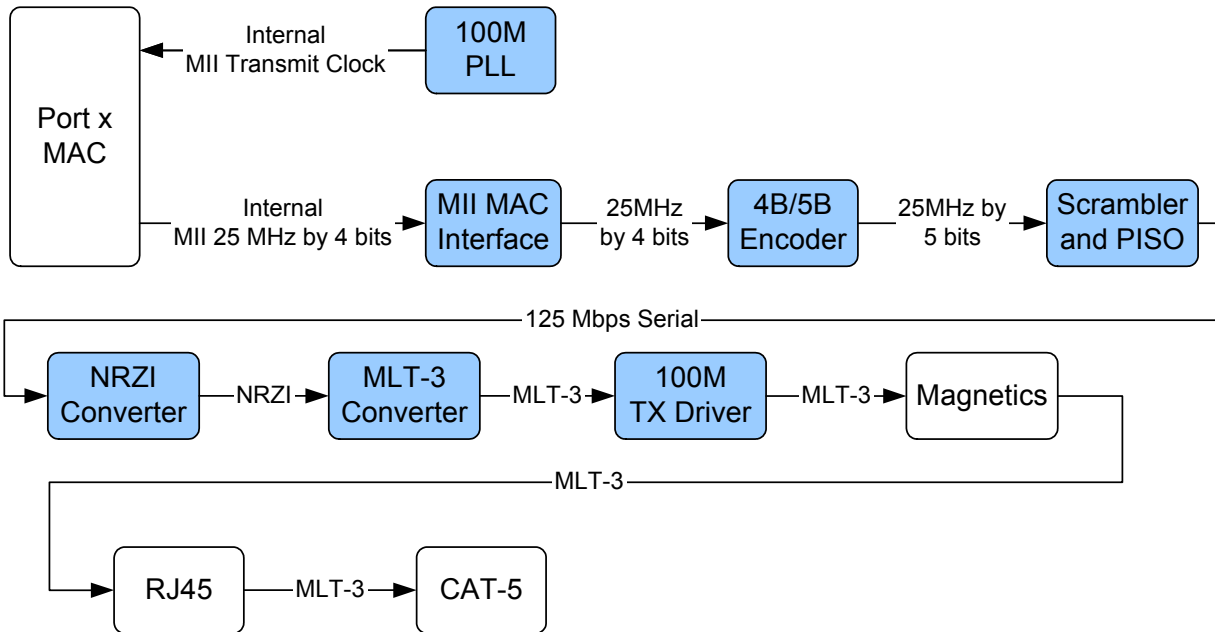 Internal
MII Transmit Clock
100M
PLL
Port x
MAC
Internal
MII 25 MHz by 4 bits
MII MAC
Interface
25MHz
by 4 bits
4B/5B
Encoder
25MHz by
5 bits
Scrambler
and PISO
125 Mbps Serial
NRZI
Converter
NRZI
MLT-3
Converter
MLT-3
100M
TX Driver
MLT-3
Magnetics
MLT-3
RJ45
MLT-3
CAT-5